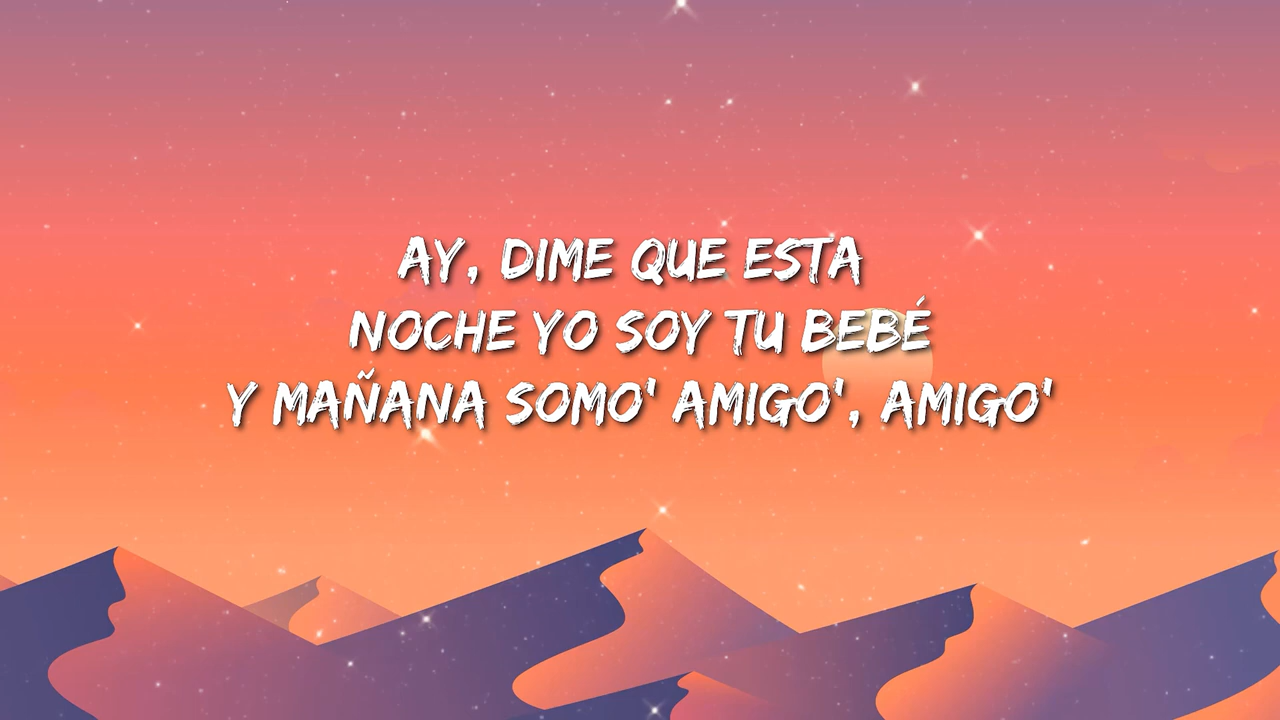 AY, DIME QUE ESTA
NOCHE YO SOY TU BEBÉ
Y MAÑANA SOMO' AMIGO', AMIGO'